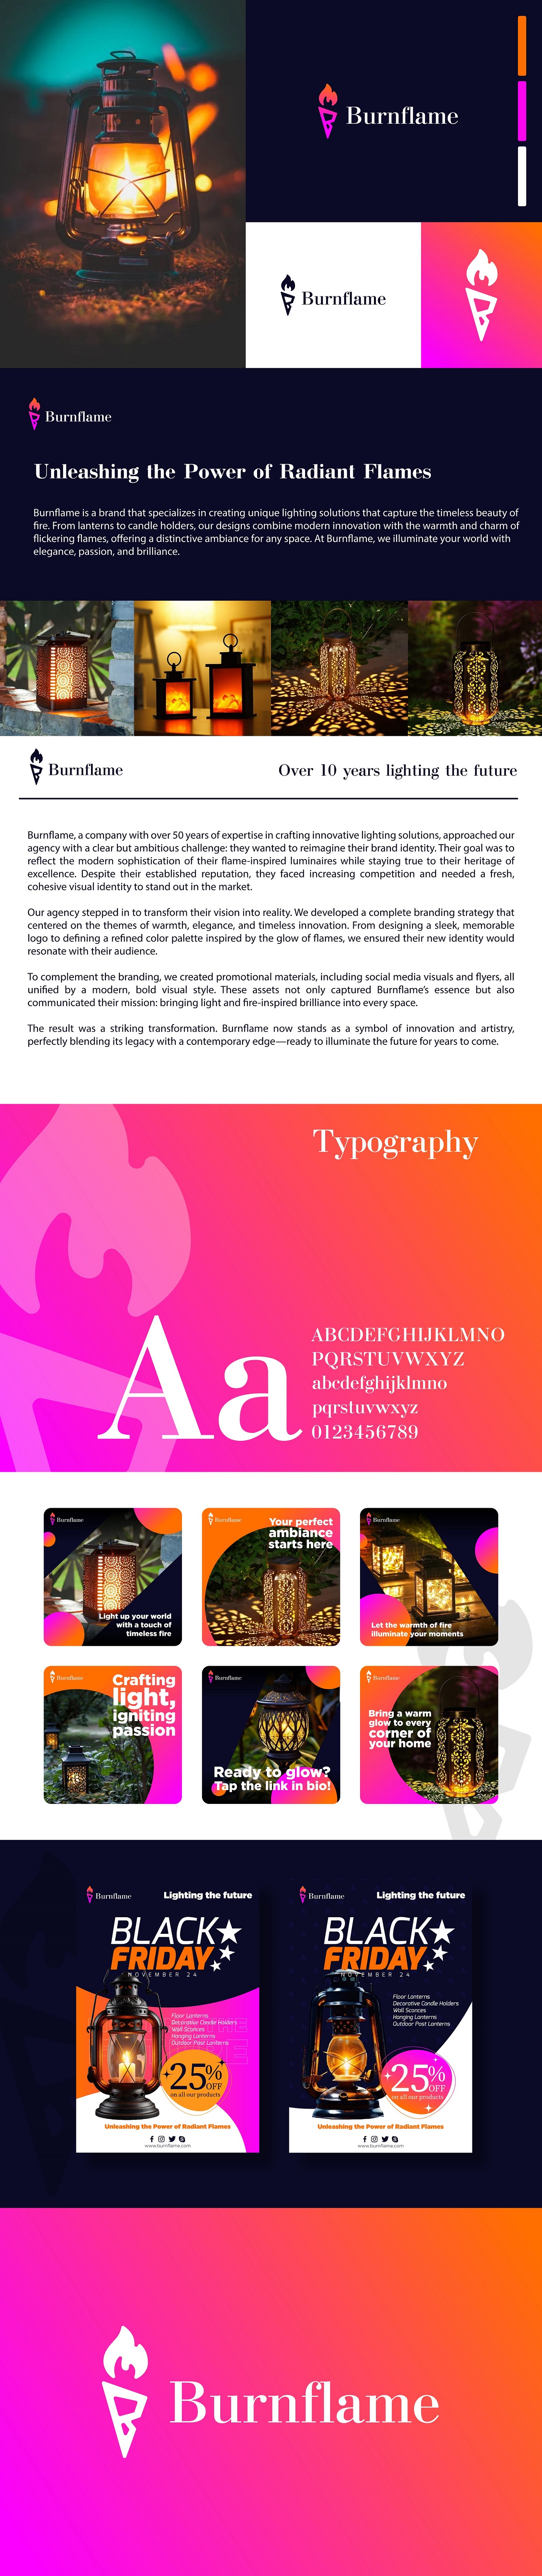 Burnflame
Burnflame
Burnflame
Unleashing the Power of Radiant Flames
Burnflame is a brand that specializes in creating unique lighting solutions that capture the timeless beauty of
fire. From lanterns to candle holders, our designs combine modern innovation with the warmth and charm of
flickering flames, offering a distinctive ambiance for any space. At Burnflame, we illuminate your world with
elegance, passion, and brilliance.
Burnflame
Over 10 years lighting the future
Burnflame, a company with over 50 years of expertise in crafting innovative lighting solutions, approached our
agency with a clear but ambitious challenge: they wanted to reimagine their brand identity. Their goal was to
reflect the modern sophistication of their flame-inspired luminaires while staying true to their heritage of
excellence. Despite their established reputation, they faced increasing competition and needed a fresh,
cohesive visual identity to stand out in the market.
Our agency stepped in to transform their vision into reality. We developed a complete branding strategy that
centered on the themes of warmth, elegance, and timeless innovation. From designing a sleek, memorable
logo to defining a refined color palette inspired by the glow of flames, we ensured their new identity would
resonate with their audience.
To complement the branding, we created promotional materials, including social media visuals and flyers, all
unified by a modern, bold visual style. These assets not only captured Burnflame's essence but also
communicated their mission: bringing light and fire-inspired brilliance into every space.
The result was a striking transformation. Burnflame now stands as a symbol of innovation and artistry,
perfectly blending its legacy with a contemporary edge—ready to illuminate the future for years to come.
Typography
Aa
ABCDEFGHIJKLMNO
PQRSTUVWXYZ
abcdefghijklmno
pqrstuvwxyz
0123456789
Burnflame
Light up your world
with a touch of
timeless fire
Burnflame
Your perfect
ambiance
starts here
Burnflame
Let the warmth of fire
illuminate your moments
Burnflame
Crafting
light,
igniting
passion
Burnflame
Ready to glow?
Tap the link in bio!
Burnflame
Bring a warm
glow to every
corner of
your home
Burnflame
Lighting the future
BLACK
FRIDAY
NOVEMBER 24
Floor Lanterns
Decorative Candle Holders
Wall Sconces
Hanging Lanterns
Outdoor Post Lanterns
25%
OFF
on all our products
Unleashing the Power of Radiant Flames
www.burnflame.com
Burnflame
Lighting the future
BLACK
FRIDAY
NOVEMBER 24
Floor Lanterns
Decorative Candle Holders
Wall Sconces
Hanging Lanterns
Outdoor Post Lanterns
25%
OFF
on all our products
Unleashing the Power of Radiant Flames
www.burnflame.com
Burnflame